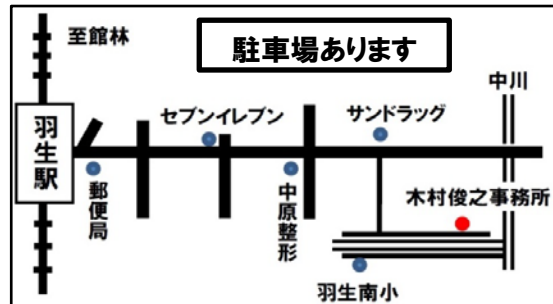 至館林
駐車場あります
中川
セブンイレブン
サンドラッグ
羽生駅
郵便局
中原整形
木村俊之事務所
羽生南小